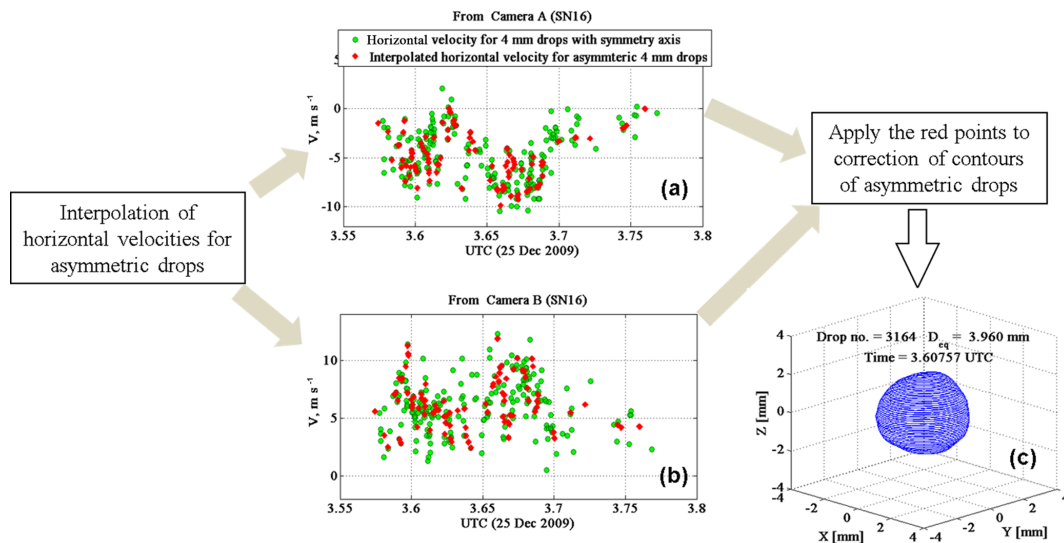 Interpolation of
horizontal velocities for
asymmetric drops
From Camera A (SN16)
Horizontal velocity for 4 mm drops with symmetry axis
Interpolated horizontal velocity for asymmteric 4 mm drops
5
0
-5
-10
V, m s⁻¹
(a)
3.55 3.6 3.65 3.7 3.75 3.8
UTC (25 Dec 2009)
From Camera B (SN16)
10
5
0
V, m s⁻¹
(b)
3.55 3.6 3.65 3.7 3.75 3.8
UTC (25 Dec 2009)
Apply the red points to
correction of contours
of asymmetric drops
Drop no. = 3164 D_eq = 3.960 mm
Time = 3.60757 UTC
4
2
0
-2
-4
Z [mm]
(c)
-4 -2 0 2 4
X [mm]
-4 -2 0 2 4
Y [mm]